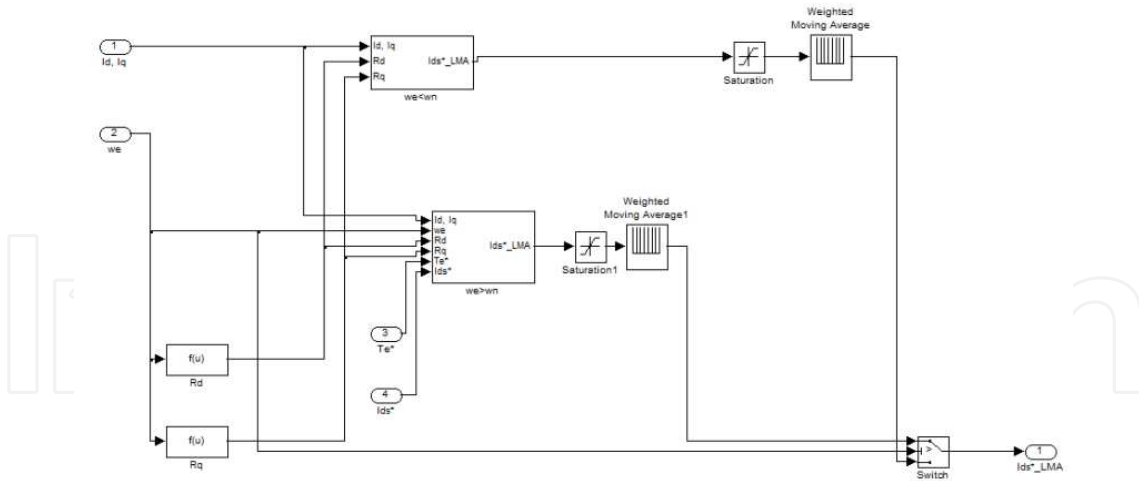 1
Id, Iq
2
we
Id, Iq
Rd
Rq
Ids*_LMA
we<wn
Saturation
Weighted
Moving Average
Id, Iq
we
Rd
Rq
Te*
Ids*
Ids*_LMA
we>wn
Saturation1
Weighted
Moving Average1
3
Te*
4
Ids*
f(u)
Rd
f(u)
Rq
>
Switch
1
Ids*_LMA